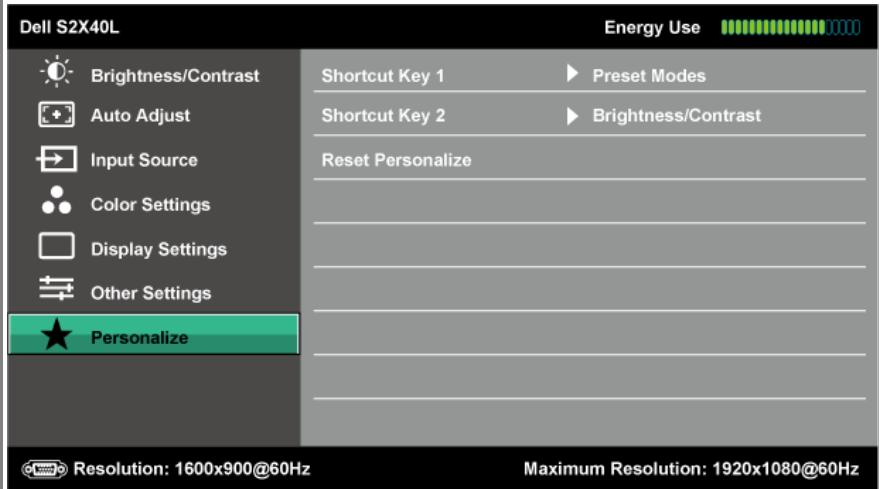 Dell S2X40L Energy Use
Brightness/Contrast Shortcut Key 1 Preset Modes
Auto Adjust Shortcut Key 2 Brightness/Contrast
Input Source Reset Personalize
Color Settings
Display Settings
Other Settings
Personalize
Resolution: 1600x900@60Hz Maximum Resolution: 1920x1080@60Hz